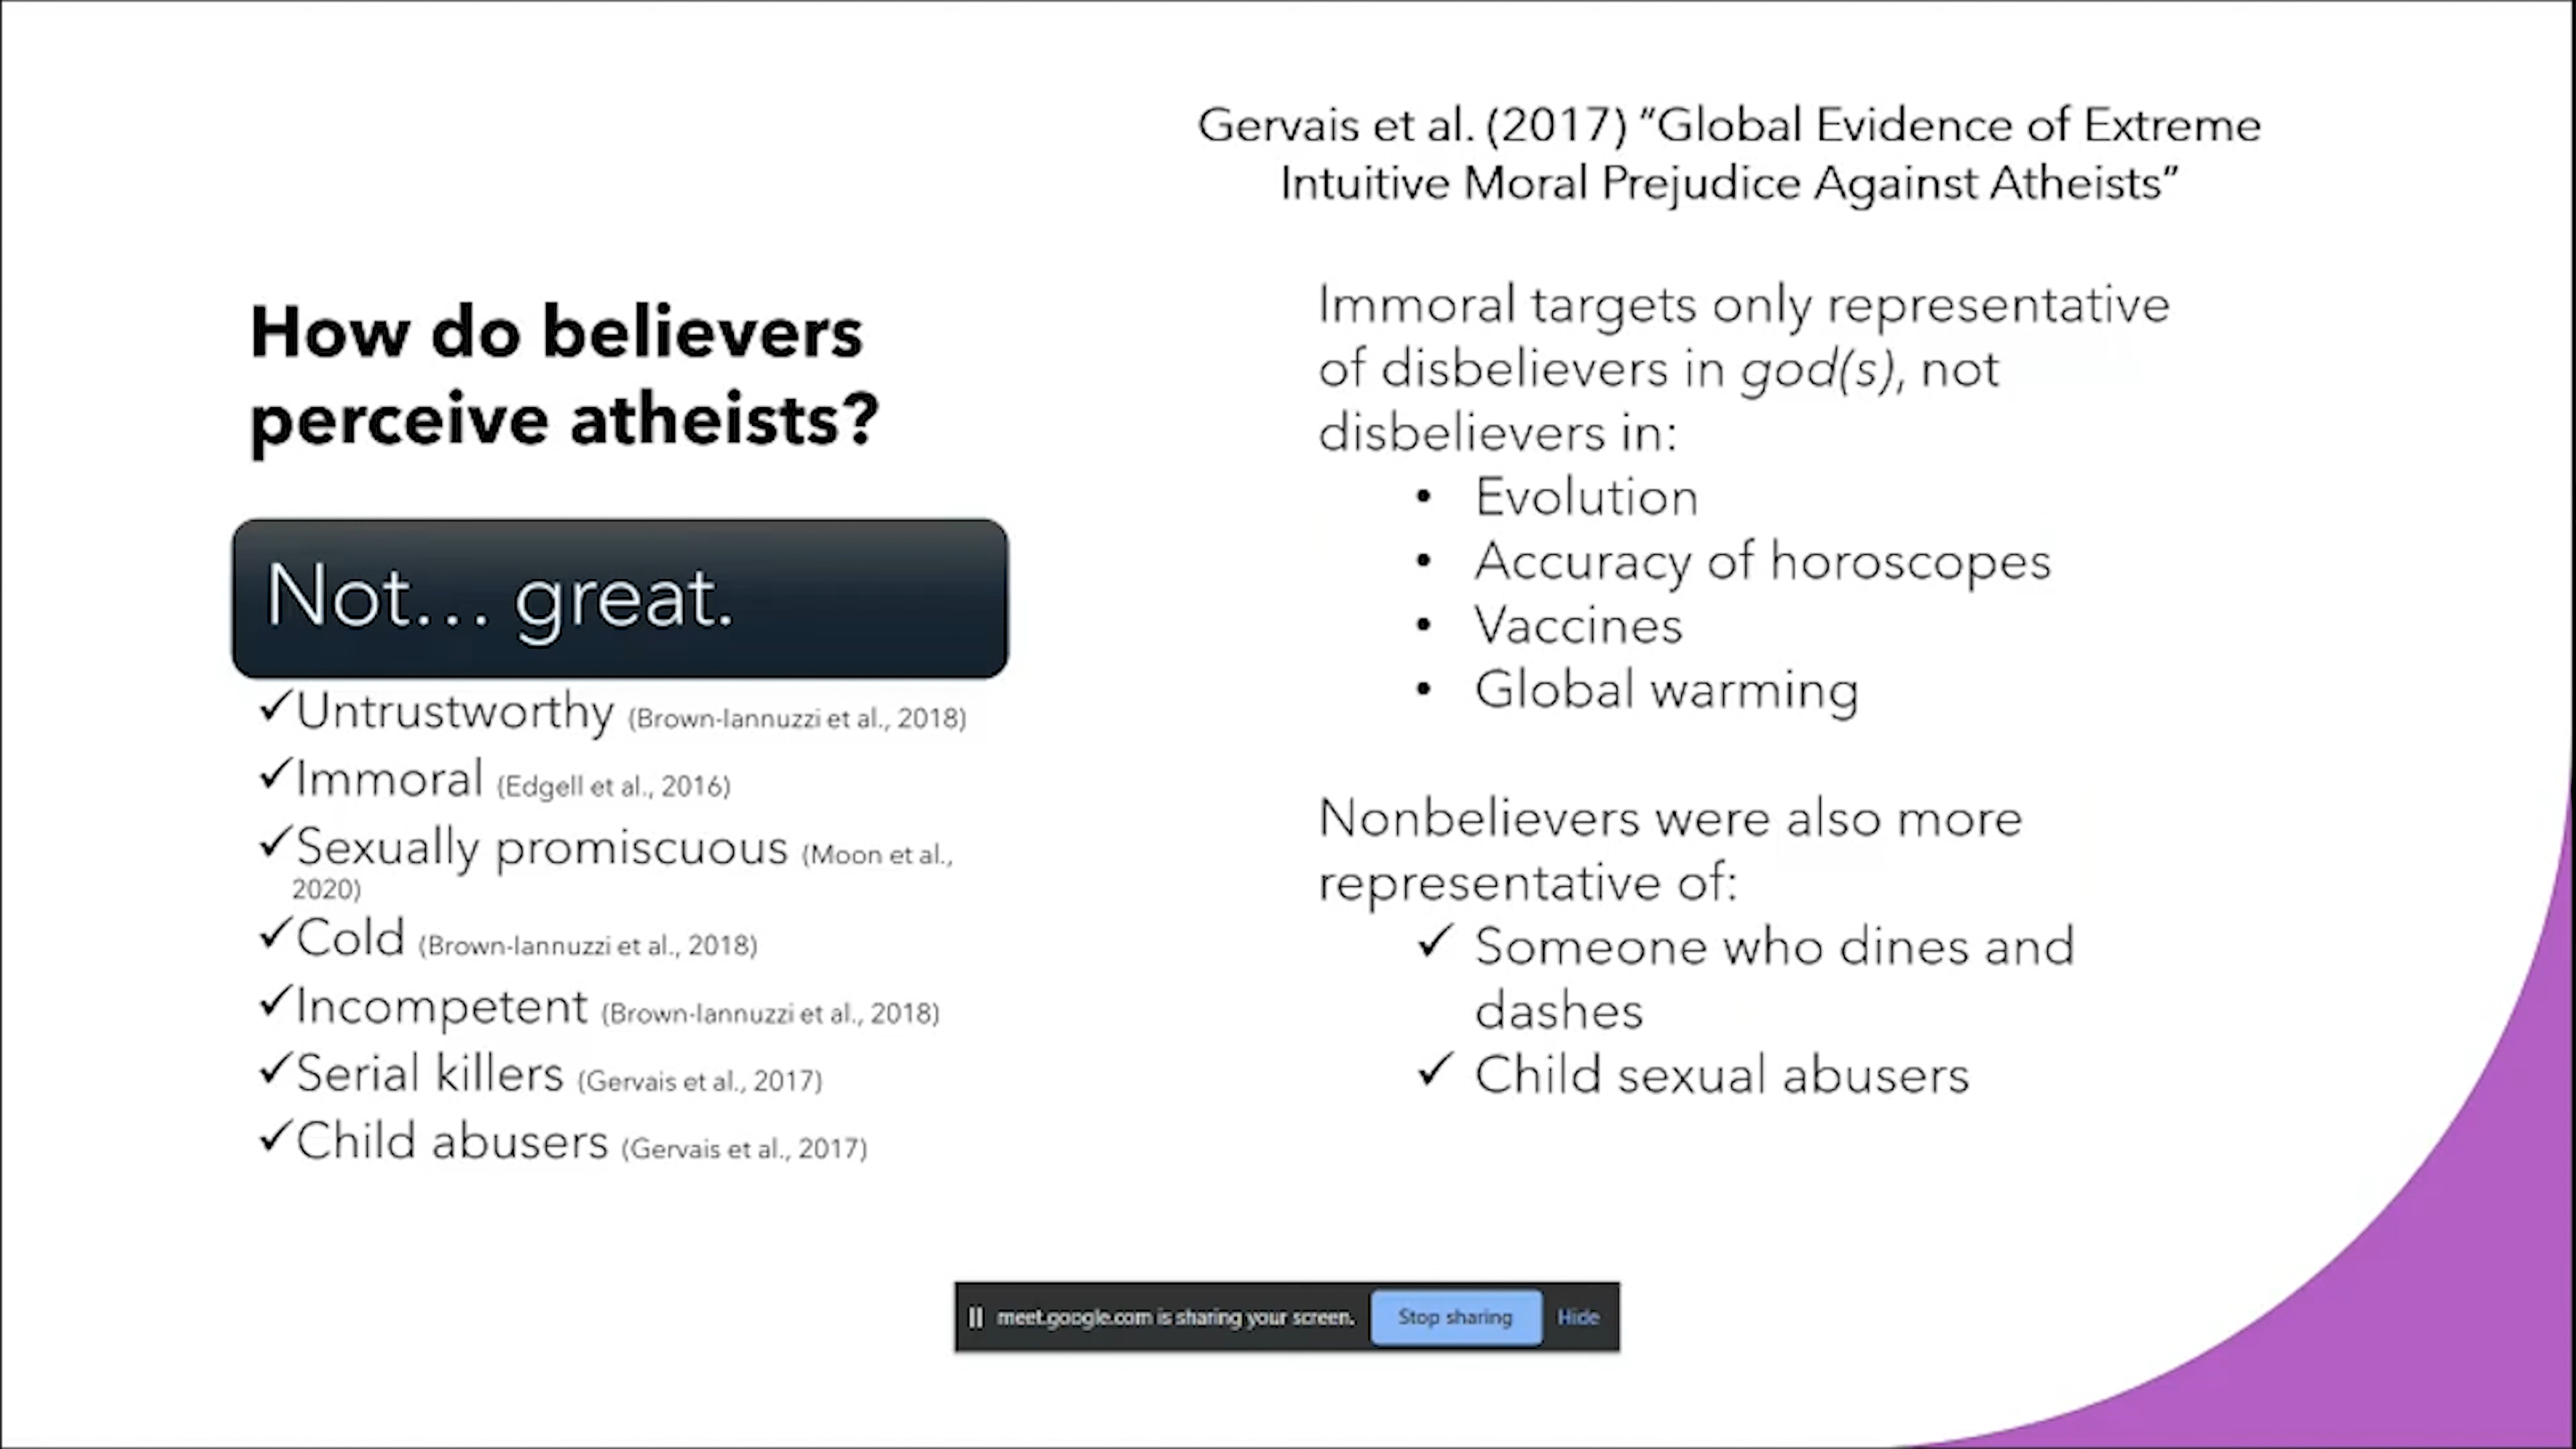 Gervais et al. (2017) "Global Evidence of Extreme
Intuitive Moral Prejudice Against Atheists"
How do believers
perceive atheists?
Not... great.
✓Untrustworthy (Brown-Iannuzzi et al., 2018)
✓Immoral (Edgell et al., 2016)
✓Sexually promiscuous (Moon et al.,
2020)
✓Cold (Brown-Iannuzzi et al., 2018)
✓Incompetent (Brown-Iannuzzi et al., 2018)
✓Serial killers (Gervais et al., 2017)
✓Child abusers (Gervais et al., 2017)
Immoral targets only representative
of disbelievers in god(s), not
disbelievers in:
• Evolution
• Accuracy of horoscopes
• Vaccines
• Global warming
Nonbelievers were also more
representative of:
✓ Someone who dines and
dashes
✓ Child sexual abusers
meet.google.com is sharing your screen. Stop sharing Hide